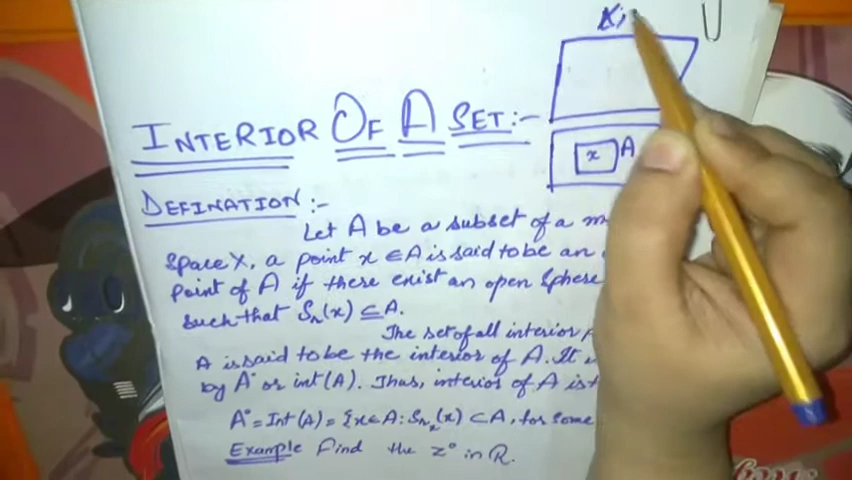 INTERIOR OF A SET:-
x A
DEFINATION :-
Let A be a subset of a
Space X, a point x ∈ A is said to be an
point of A if there exist an open Sphere
such that Sr(x) ⊆ A.
The set of all interior
A is said to be the interior of A. It
by A° or int(A). Thus, interior of A is
A° = Int(A) = {x∈A: Srₓ(x) ⊂ A, for some
Example Find the Z° in R.